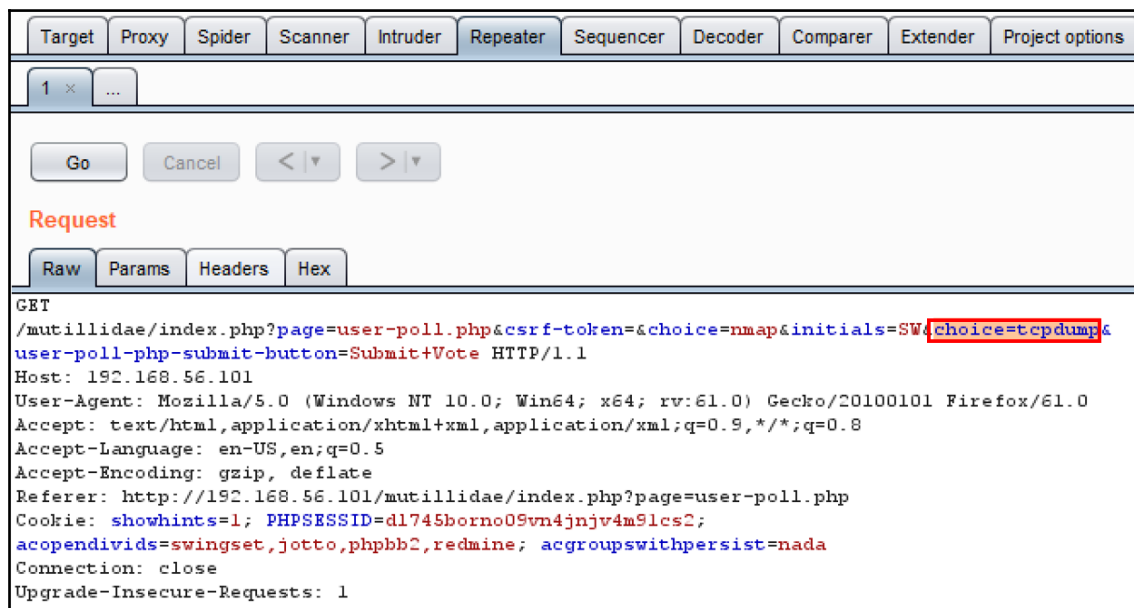 Target Proxy Spider Scanner Intruder Repeater Sequencer Decoder Comparer Extender Project options
1 × ...
Go Cancel < | ▼ > | ▼
Request
Raw Params Headers Hex
GET
/mutillidae/index.php?page=user-poll.php&csrf-token=&choice=nmap&initials=SW&choice=tcpdump&
user-poll-php-submit-button=Submit+Vote HTTP/1.1
Host: 192.168.56.101
User-Agent: Mozilla/5.0 (Windows NT 10.0; Win64; x64; rv:61.0) Gecko/20100101 Firefox/61.0
Accept: text/html,application/xhtml+xml,application/xml;q=0.9,*/*;q=0.8
Accept-Language: en-US,en;q=0.5
Accept-Encoding: gzip, deflate
Referer: http://192.168.56.101/mutillidae/index.php?page=user-poll.php
Cookie: showhints=1; PHPSESSID=dl745borno09vn4jnjv4m9lcs2;
acopendivids=swingset,jotto,phpbb2,redmine; acgroupswithpersist=nada
Connection: close
Upgrade-Insecure-Requests: 1